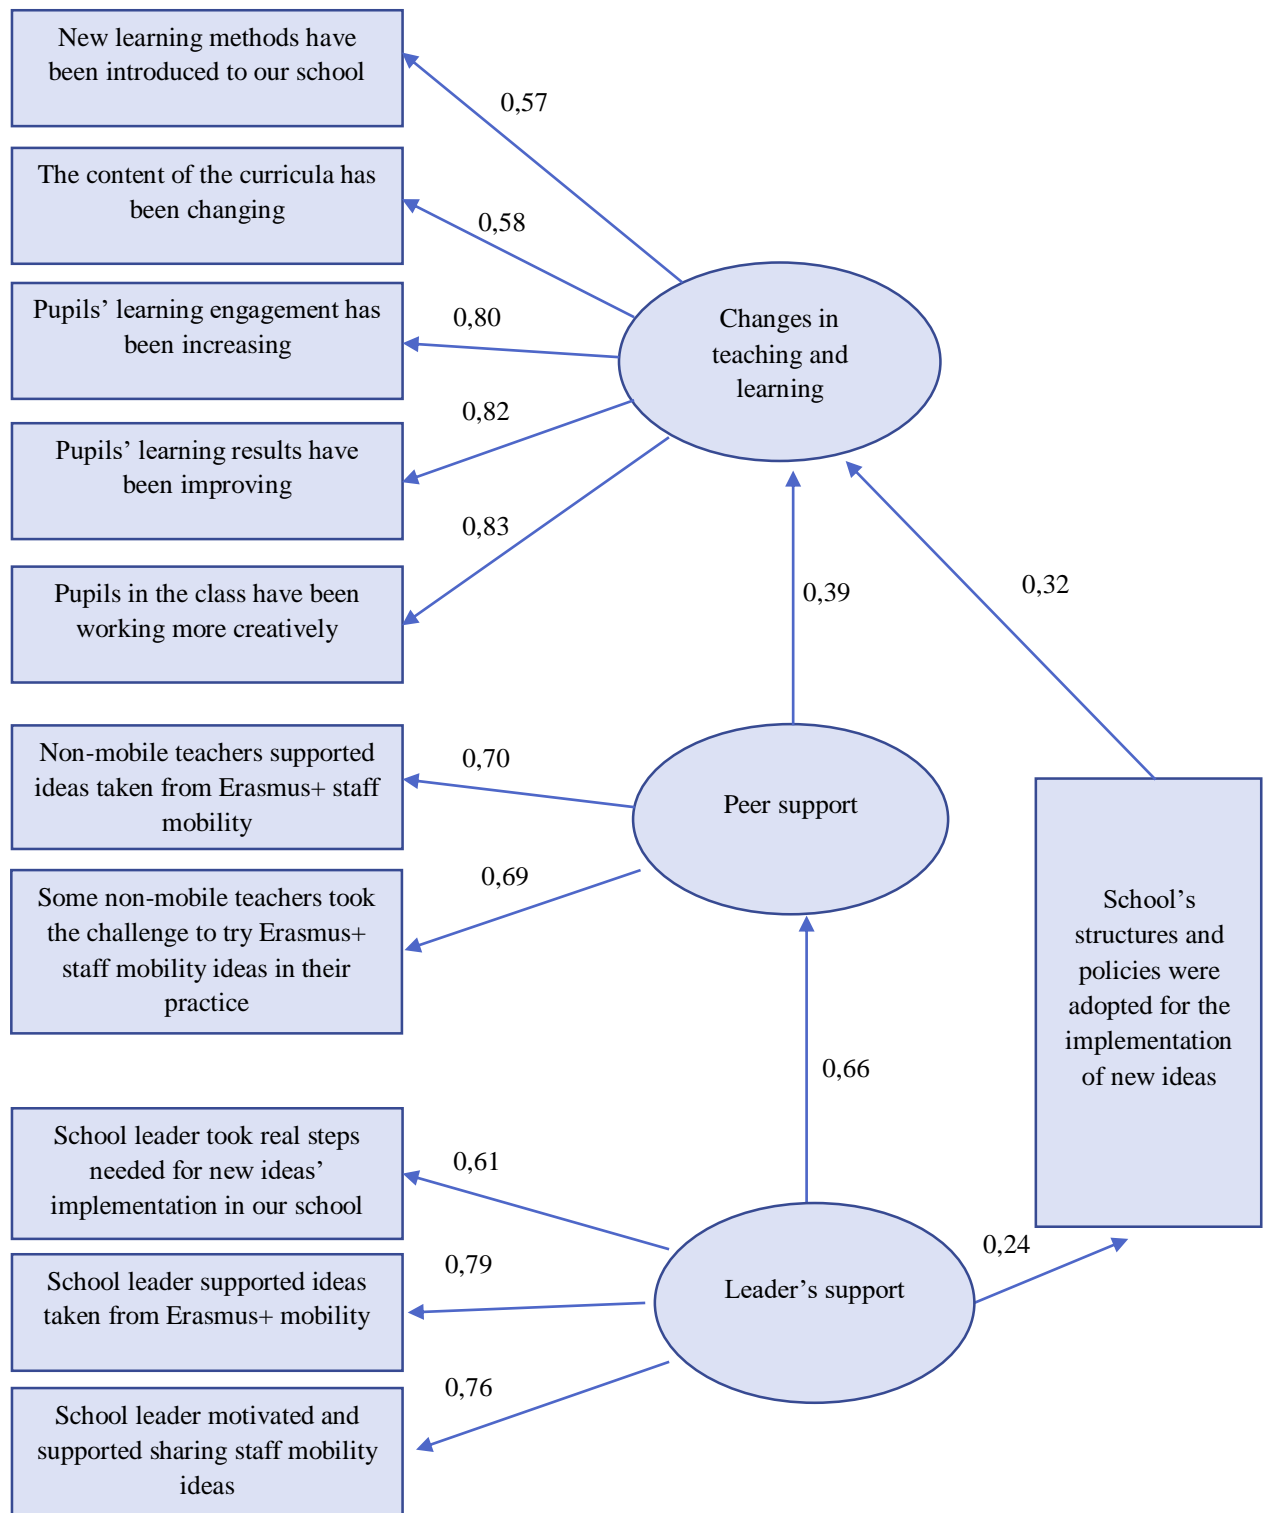 New learning methods have
been introduced to our school
0,57
The content of the curricula has
been changing
0,58
Pupils’ learning engagement has
been increasing
0,80
Changes in
teaching and
learning
Pupils’ learning results have
been improving
0,82
0,83
Pupils in the class have been
working more creatively
0,39
0,32
Non-mobile teachers supported
ideas taken from Erasmus+ staff
mobility
0,70
Peer support
Some non-mobile teachers took
the challenge to try Erasmus+
staff mobility ideas in their
practice
0,69
School’s
structures and
policies were
adopted for the
implementation
of new ideas
0,66
School leader took real steps
needed for new ideas’
implementation in our school
0,61
0,24
School leader supported ideas
taken from Erasmus+ mobility
0,79
Leader’s support
School leader motivated and
supported sharing staff mobility
ideas
0,76